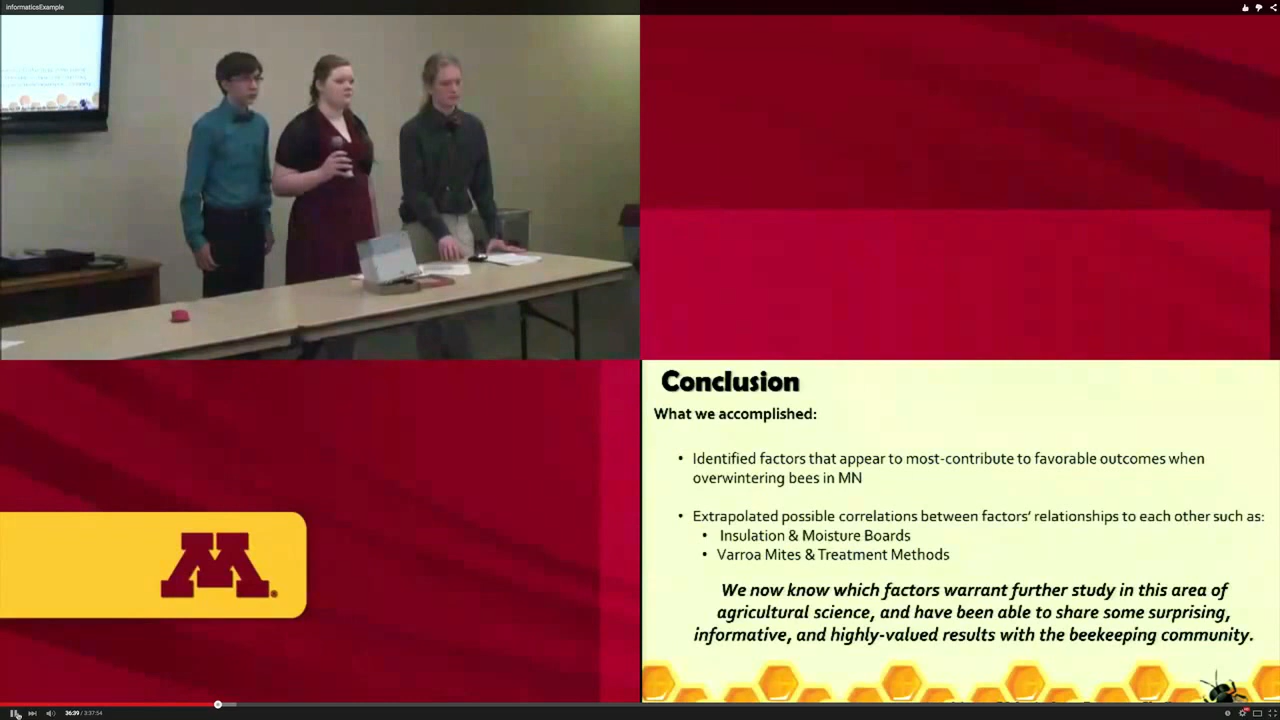 InformaticsExample
M
Conclusion
What we accomplished:
• Identified factors that appear to most-contribute to favorable outcomes when
overwintering bees in MN
• Extrapolated possible correlations between factors' relationships to each other such as:
• Insulation & Moisture Boards
• Varroa Mites & Treatment Methods
We now know which factors warrant further study in this area of
agricultural science, and have been able to share some surprising,
informative, and highly-valued results with the beekeeping community.
36:39 / 3:37:54